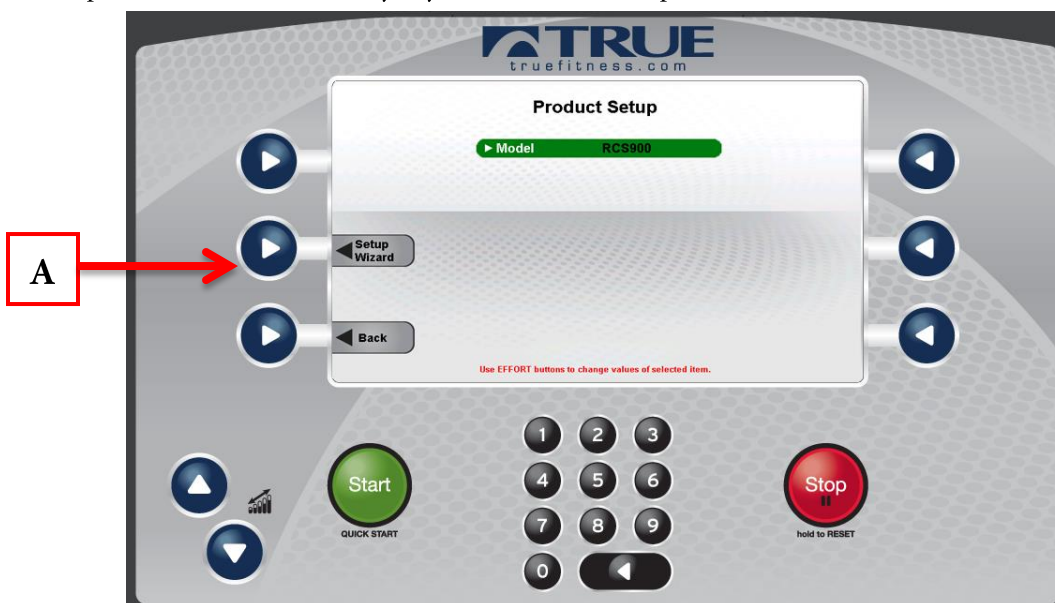 TRUE
truefitness.com
Product Setup
Model RCS900
A
Setup
Wizard
Back
Use EFFORT buttons to change values of selected item.
1 2 3
4 5 6
7 8 9
0
Start
QUICK START
Stop
hold to RESET